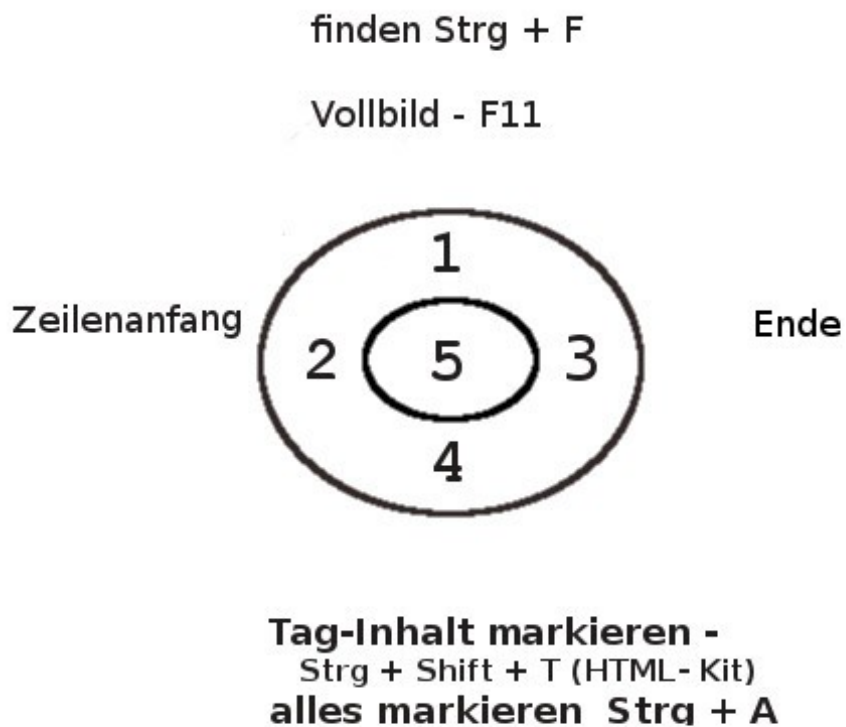 finden Strg + F
Vollbild - F11
1
Zeilenanfang
Ende
2 5 3
4
Tag-Inhalt markieren -
Strg + Shift + T (HTML- Kit)
alles markieren Strg + A